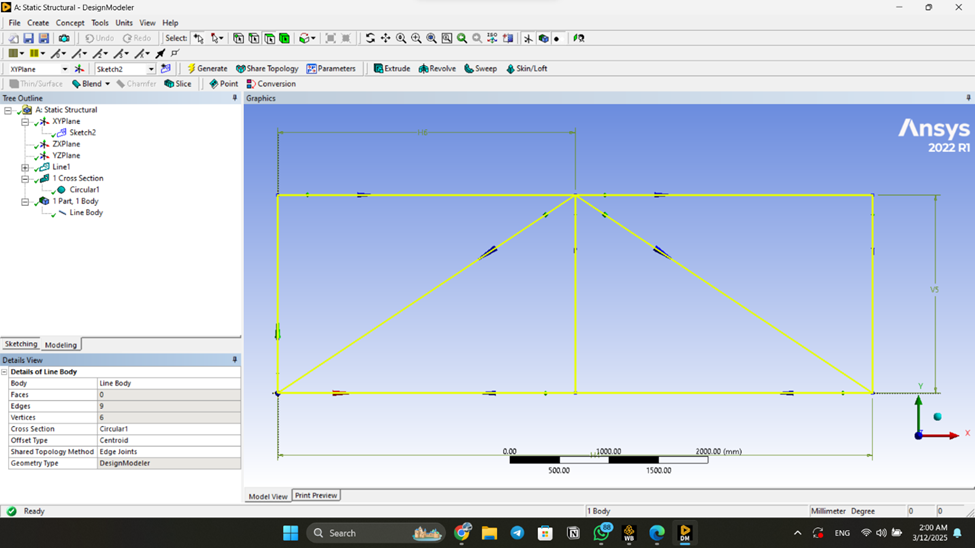 A: Static Structural - DesignModeler
File Create Concept Tools Units View Help
Undo Redo Select:
XYPlane Sketch2 Generate Share Topology Parameters Extrude Revolve Sweep Skin/Loft
Thin/Surface Blend Chamfer Slice Point Conversion
Tree Outline
A: Static Structural
XYPlane
Sketch2
ZXPlane
YZPlane
Line1
1 Cross Section
Circular1
1 Part, 1 Body
Line Body
Sketching Modeling
Details View
Details of Line Body
Body Line Body
Faces 0
Edges 9
Vertices 6
Cross Section Circular1
Offset Type Centroid
Shared Topology Method Edge Joints
Geometry Type DesignModeler
Graphics
Ansys
2022 R1
V5
Y
X
0.00 1000.00 2000.00 (mm)
500.00 1500.00
Model View Print Preview
Ready 1 Body Millimeter Degree 0 0
Search 88 WB DM ENG 2:00 AM
3/12/2025